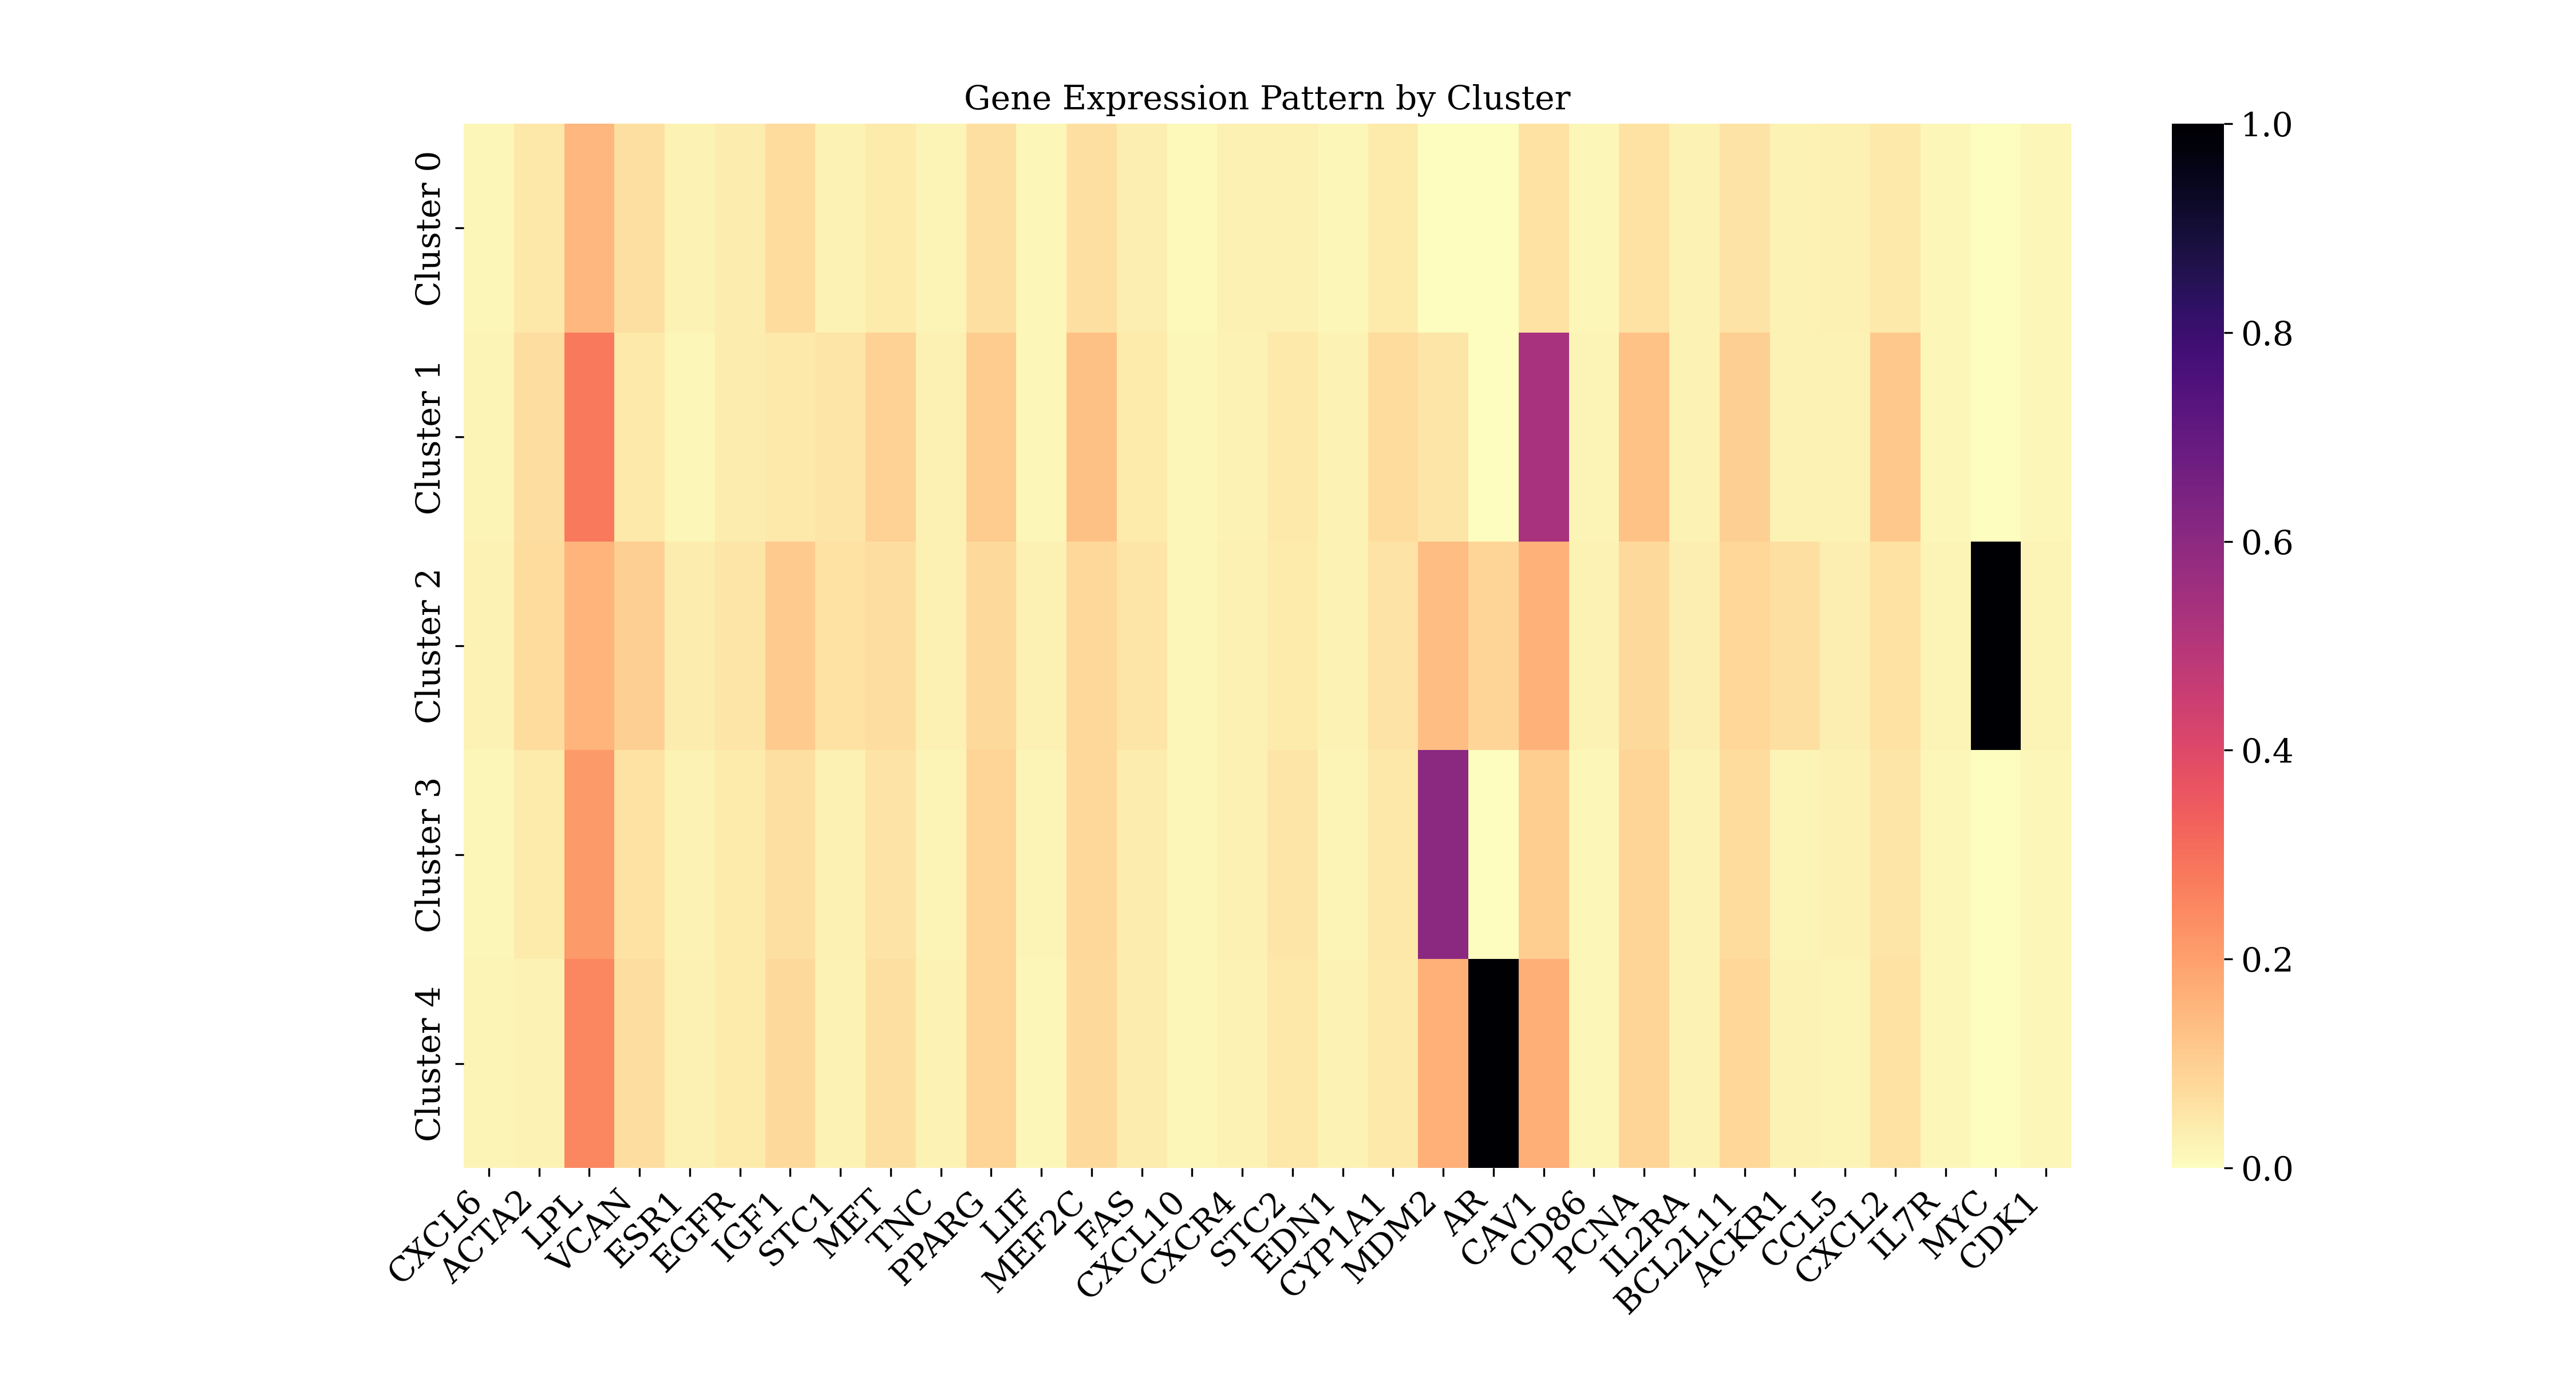 Gene Expression Pattern by Cluster
Cluster 0
Cluster 1
Cluster 2
Cluster 3
Cluster 4
CXCL6
ACTA2
LPL
VCAN
ESR1
EGFR
IGF1
STC1
MET
TNC
PPARG
LIF
MEF2C
FAS
CXCL10
CXCR4
STC2
EDN1
CYP1A1
MDM2
AR
CAV1
CD86
PCNA
IL2RA
BCL2L11
ACKR1
CCL5
CXCL2
IL7R
MYC
CDK1
1.0
0.8
0.6
0.4
0.2
0.0